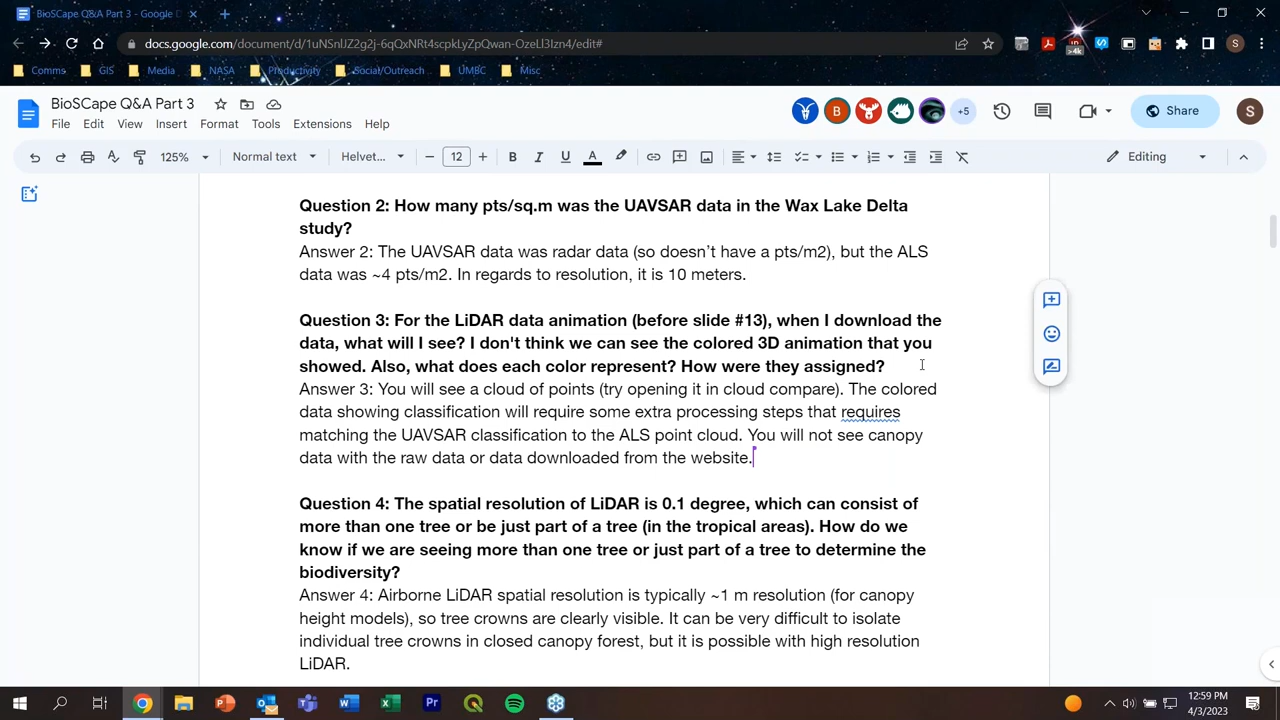 BioSCape Q&A Part 3 - Google D
docs.google.com/document/d/1uNSnlJZ2g2j-6qQxNRt4scpkLyZpQwan-OzeLl3Izn4/edit#
>4k
S
Comms GIS Media NASA Productivity Social/Outreach UMBC Misc
BioSCape Q&A Part 3
B +5 Share S
File Edit View Insert Format Tools Extensions Help
125% Normal text Helvet... 12 B I U A Editing
Question 2: How many pts/sq.m was the UAVSAR data in the Wax Lake Delta
study?
Answer 2: The UAVSAR data was radar data (so doesn’t have a pts/m2), but the ALS
data was ~4 pts/m2. In regards to resolution, it is 10 meters.
Question 3: For the LiDAR data animation (before slide #13), when I download the
data, what will I see? I don't think we can see the colored 3D animation that you
showed. Also, what does each color represent? How were they assigned?
Answer 3: You will see a cloud of points (try opening it in cloud compare). The colored
data showing classification will require some extra processing steps that requires
matching the UAVSAR classification to the ALS point cloud. You will not see canopy
data with the raw data or data downloaded from the website.
Question 4: The spatial resolution of LiDAR is 0.1 degree, which can consist of
more than one tree or be just part of a tree (in the tropical areas). How do we
know if we are seeing more than one tree or just part of a tree to determine the
biodiversity?
Answer 4: Airborne LiDAR spatial resolution is typically ~1 m resolution (for canopy
height models), so tree crowns are clearly visible. It can be very difficult to isolate
individual tree crowns in closed canopy forest, but it is possible with high resolution
LiDAR.
12:59 PM
4/3/2023